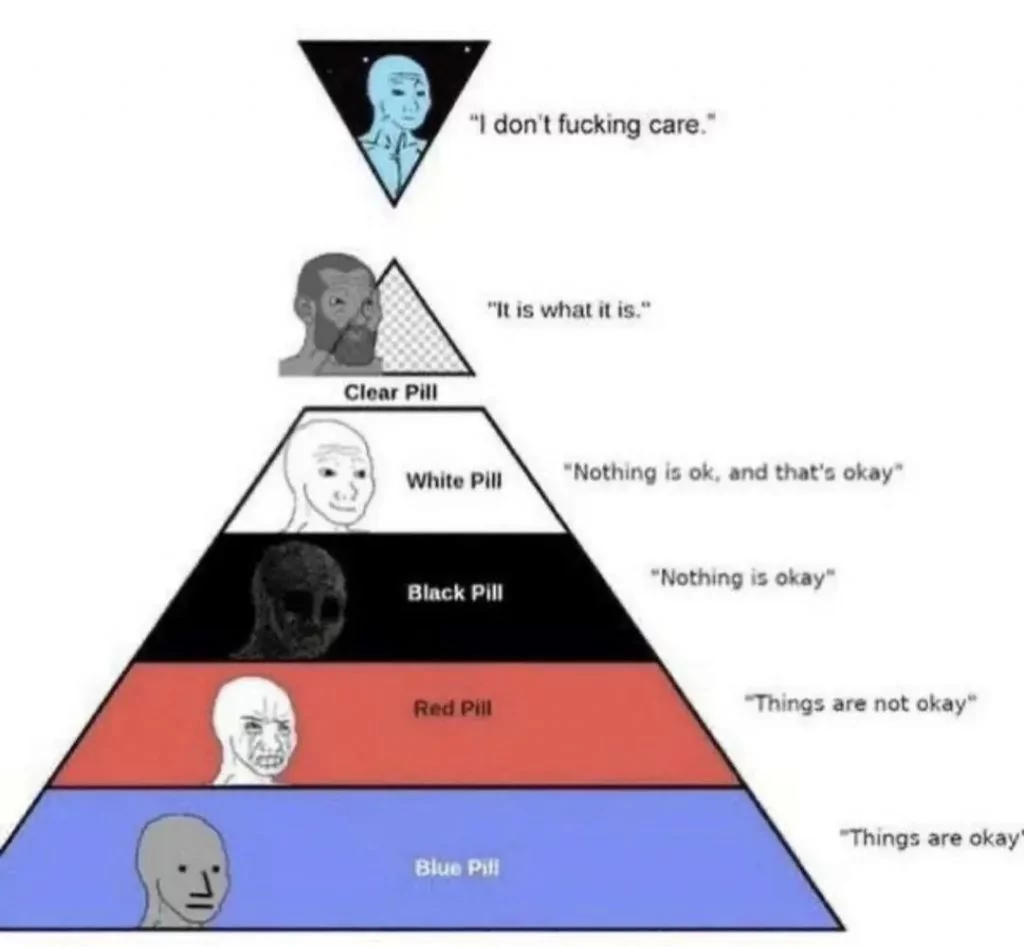 "I don't fucking care."
"It is what it is."
Clear Pill
White Pill
"Nothing is ok, and that's okay"
Black Pill
"Nothing is okay"
Red Pill
"Things are not okay"
Blue Pill
"Things are okay"